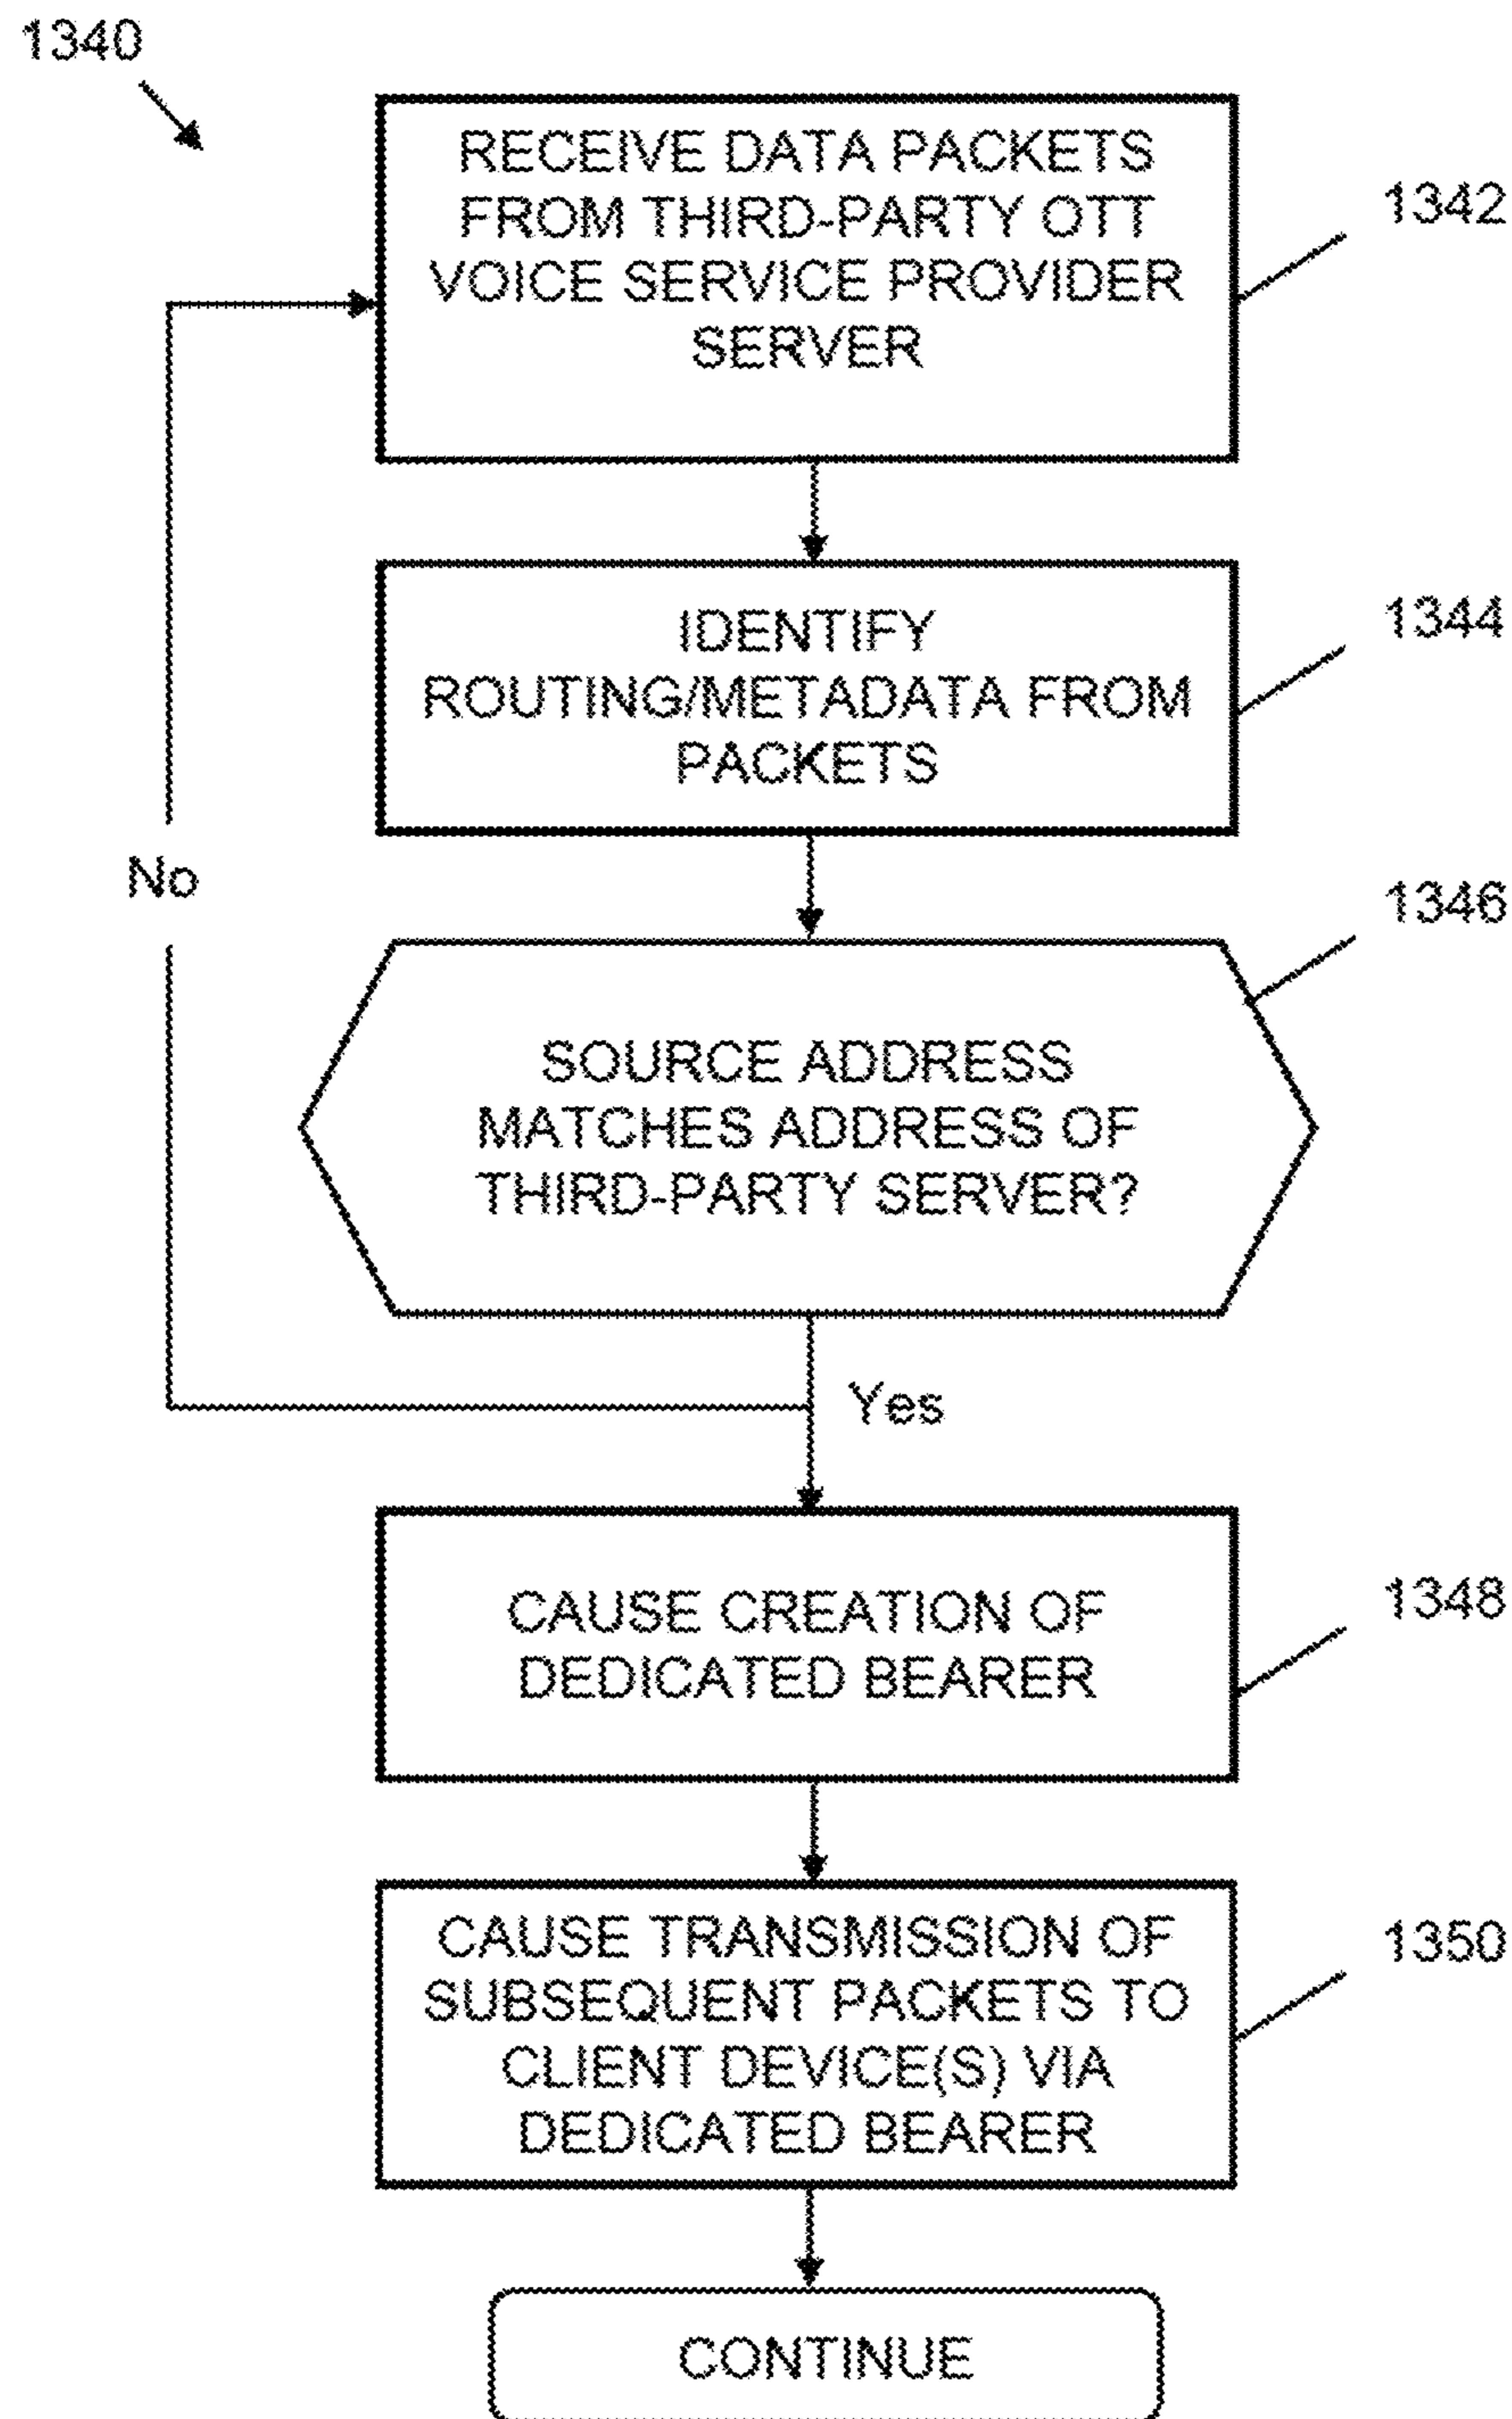 1340
RECEIVE DATA PACKETS
FROM THIRD-PARTY OTT
VOICE SERVICE PROVIDER
SERVER
1342
IDENTIFY
ROUTING/METADATA FROM
PACKETS
1344
No
SOURCE ADDRESS
MATCHES ADDRESS OF
THIRD-PARTY SERVER?
1346
Yes
CAUSE CREATION OF
DEDICATED BEARER
1348
CAUSE TRANSMISSION OF
SUBSEQUENT PACKETS TO
CLIENT DEVICE(S) VIA
DEDICATED BEARER
1350
CONTINUE